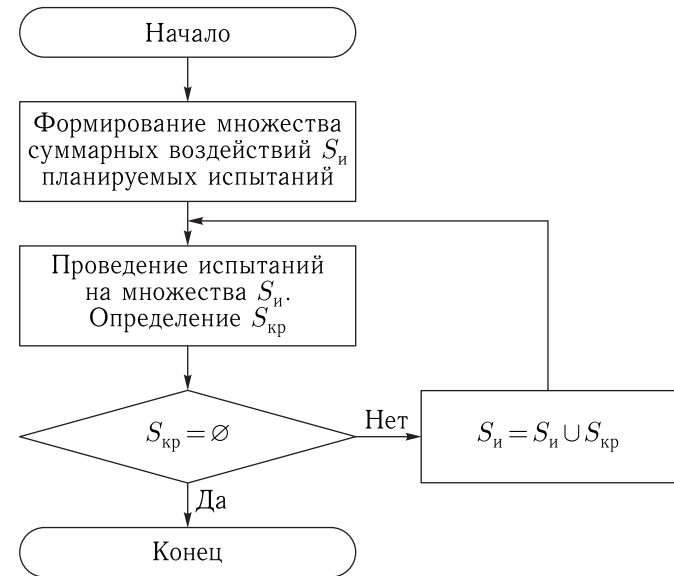 Начало
Формирование множества
суммарных воздействий Sи
планируемых испытаний
Проведение испытаний
на множества Sи.
Определение Sкр
Sкр = ∅
Нет
Sи = Sи ∪ Sкр
Да
Конец